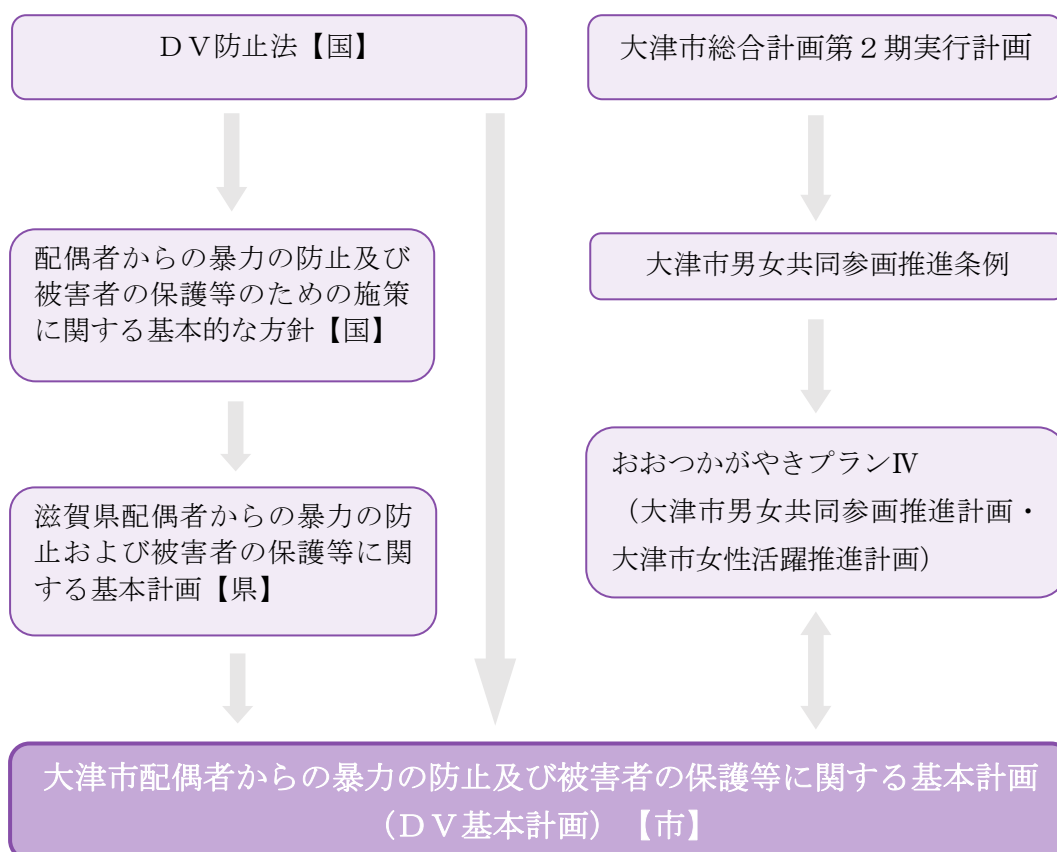 ＤＶ防止法【国】
大津市総合計画第２期実行計画
配偶者からの暴力の防止及び
被害者の保護等のための施策
に関する基本的な方針【国】
大津市男女共同参画推進条例
滋賀県配偶者からの暴力の防
止および被害者の保護等に関
する基本計画【県】
おおつかがやきプランⅣ
（大津市男女共同参画推進計画・
大津市女性活躍推進計画）
大津市配偶者からの暴力の防止及び被害者の保護等に関する基本計画
（ＤＶ基本計画）【市】